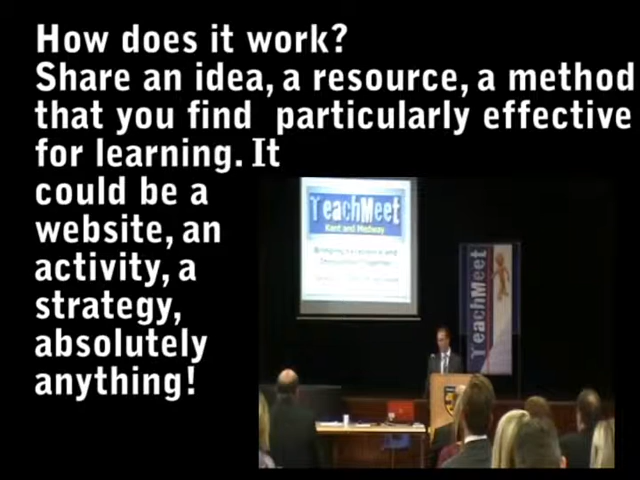 How does it work?
Share an idea, a resource, a method
that you find particularly effective
for learning. It
could be a
website, an
activity, a
strategy,
absolutely
anything!
TeachMeet
Kent and Medway
TeachMeet